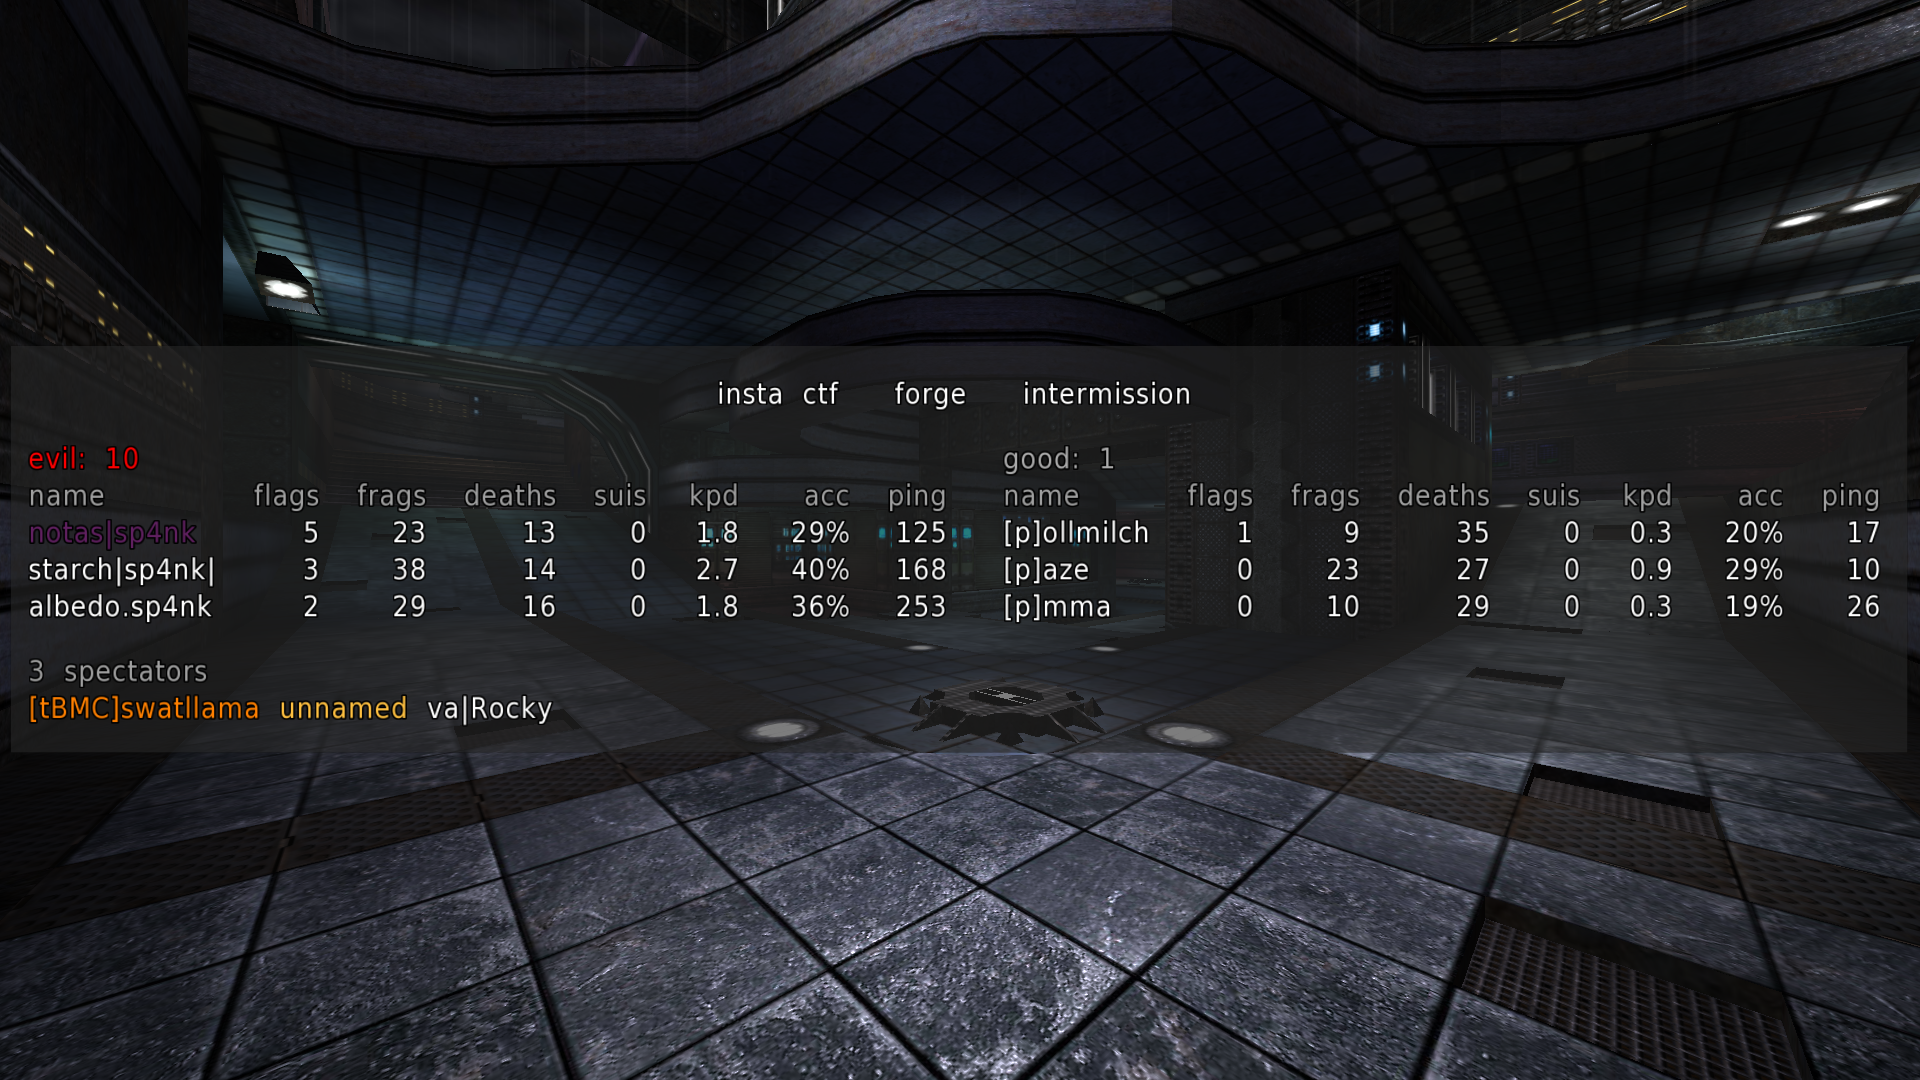 insta ctf forge intermission
evil: 10
name flags frags deaths suis kpd acc ping
notas|sp4nk 5 23 13 0 1.8 29% 125
starch|sp4nk| 3 38 14 0 2.7 40% 168
albedo.sp4nk 2 29 16 0 1.8 36% 253
good: 1
name flags frags deaths suis kpd acc ping
[p]ollmilch 1 9 35 0 0.3 20% 17
[p]aze 0 23 27 0 0.9 29% 10
[p]mma 0 10 29 0 0.3 19% 26
3 spectators
[tBMC]swatllama unnamed va|Rocky